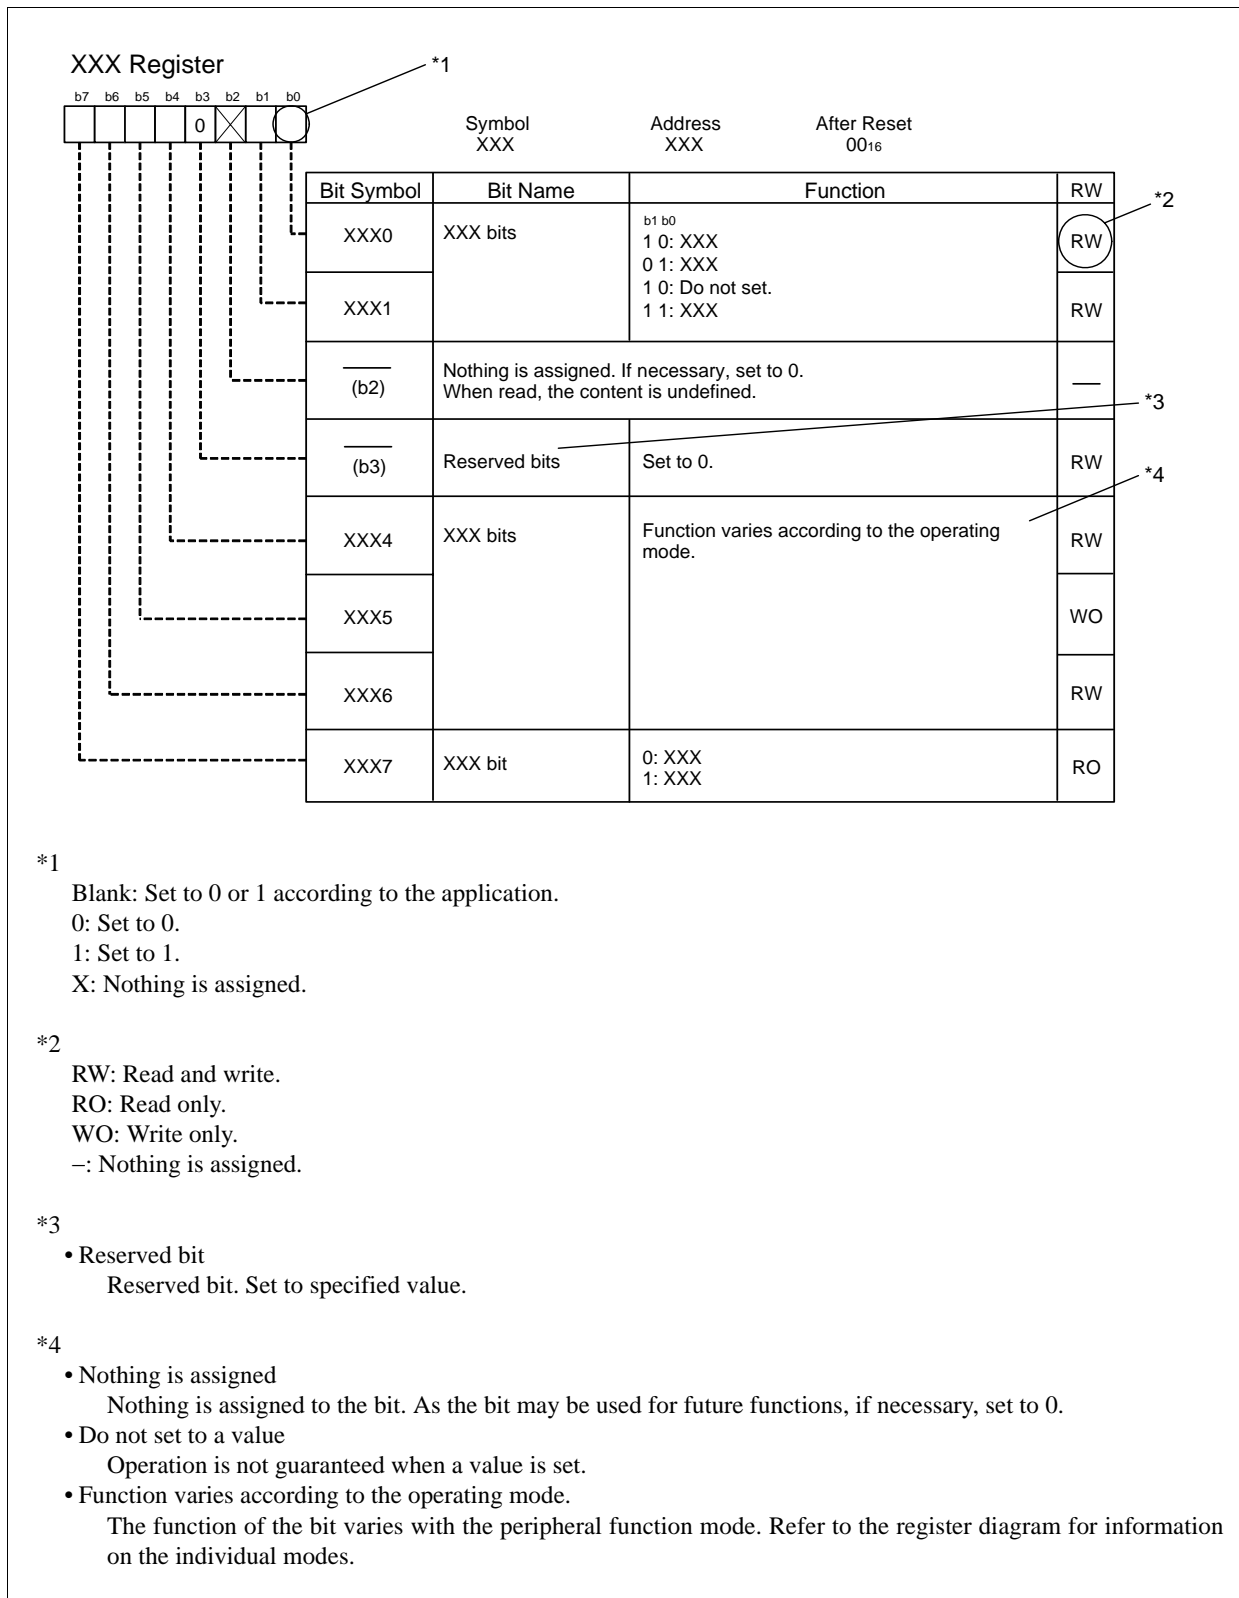 XXX Register
*1
b7 b6 b5 b4 b3 b2 b1 b0
0
Symbol Address After Reset
XXX XXX 0016
Bit Symbol Bit Name Function RW
*2
XXX0 XXX bits
b1 b0
1 0: XXX
0 1: XXX
1 0: Do not set.
1 1: XXX
RW
XXX1 RW
(b2)
Nothing is assigned. If necessary, set to 0.
When read, the content is undefined.
—
*3
(b3) Reserved bits Set to 0. RW
*4
XXX4 XXX bits
Function varies according to the operating
mode.
RW
XXX5 WO
XXX6 RW
XXX7 XXX bit
0: XXX
1: XXX
RO
*1
Blank: Set to 0 or 1 according to the application.
0: Set to 0.
1: Set to 1.
X: Nothing is assigned.
*2
RW: Read and write.
RO: Read only.
WO: Write only.
−: Nothing is assigned.
*3
• Reserved bit
Reserved bit. Set to specified value.
*4
• Nothing is assigned
Nothing is assigned to the bit. As the bit may be used for future functions, if necessary, set to 0.
• Do not set to a value
Operation is not guaranteed when a value is set.
• Function varies according to the operating mode.
The function of the bit varies with the peripheral function mode. Refer to the register diagram for information
on the individual modes.